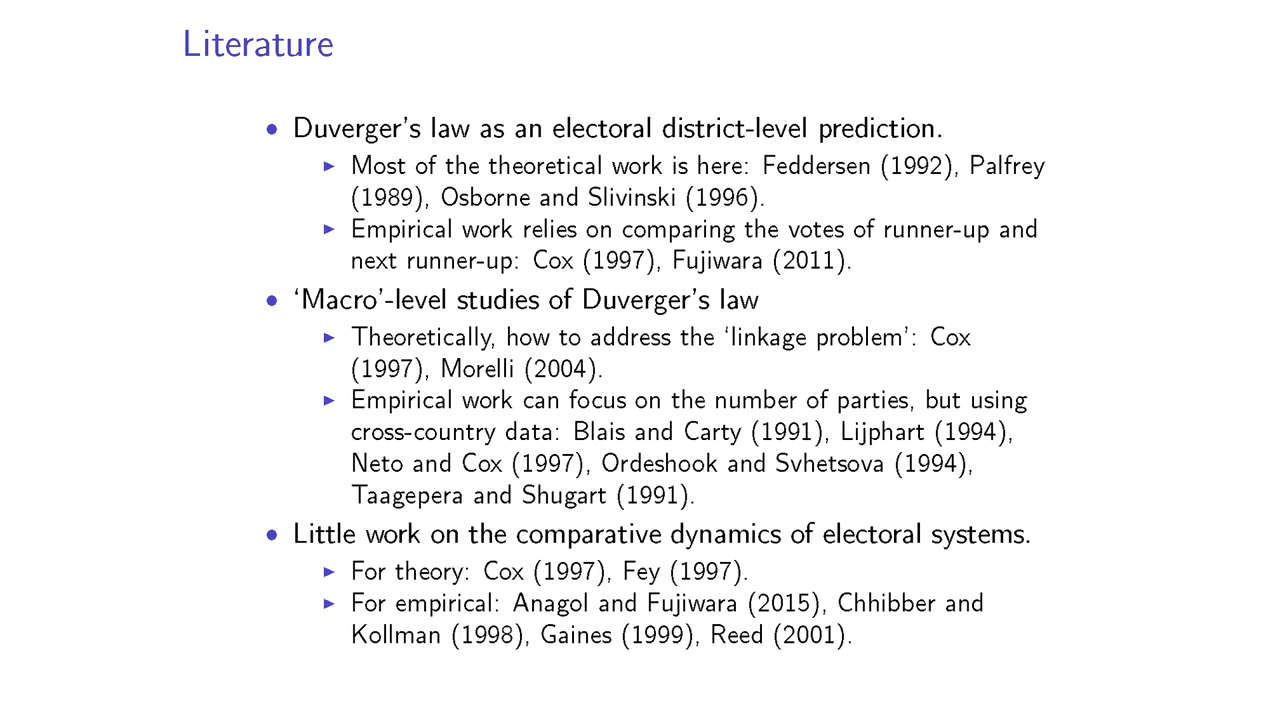 Literature
• Duverger's law as an electoral district-level prediction.
▶ Most of the theoretical work is here: Feddersen (1992), Palfrey
(1989), Osborne and Slivinski (1996).
▶ Empirical work relies on comparing the votes of runner-up and
next runner-up: Cox (1997), Fujiwara (2011).
• ‘Macro’-level studies of Duverger's law
▶ Theoretically, how to address the ‘linkage problem’: Cox
(1997), Morelli (2004).
▶ Empirical work can focus on the number of parties, but using
cross-country data: Blais and Carty (1991), Lijphart (1994),
Neto and Cox (1997), Ordeshook and Svhetsova (1994),
Taagepera and Shugart (1991).
• Little work on the comparative dynamics of electoral systems.
▶ For theory: Cox (1997), Fey (1997).
▶ For empirical: Anagol and Fujiwara (2015), Chhibber and
Kollman (1998), Gaines (1999), Reed (2001).